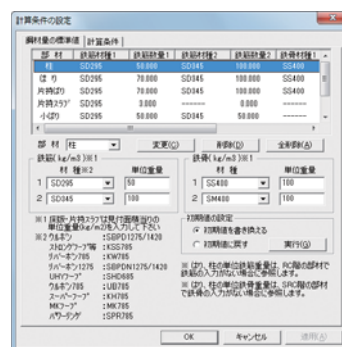 計算条件の設定
鋼材量の標準値 計算条件
部 材 鉄筋材種1 鉄筋数量1 鉄筋材種2 鉄筋数量2 鉄骨材種1
柱 SD295 50.000 SD345 100.000 SS400
はり SD295 70.000 SD345 100.000 SS400
片持ばり SD295 70.000 SD345 100.000 SS400
片持スラブ SD295 3.000 ------ 0.000 ------
小ばり SD295 50.000 SD345 100.000 SS400
部 材 柱 変更(C) 削除(D) 全削除(A)
鉄筋(kg/m3)※1 鉄骨(kg/m3)※1
材 種※2 単位重量 材 種 単位重量
1 SD295 50 1 SS400 100
2 SD345 100 2 SM400 100
※1 床版・片持スラブは見付面積当りの
単位重量(kg/m2)を入力して下さい
※2 ウルボン :SBPD1275/1420
ストロングフープ等 :KSS785
リバーボン785 :KW785
リバーボン1275 :SBPDN1275/1420
UHYフープ :SHD685
ウルボン785 :UB785
スーパーフープ :KH785
MKフープ :MK785
パワーリング :SPR785
初期値の設定
初期値を書き換える
初期値に戻す 実行(G)
※ はり、柱の単位鉄筋重量は、RC階の部材で
鉄筋の入力がない場合に参照します。
※ はり、柱の単位鉄骨重量は、SRC階の部材
で鉄骨の入力がない場合に参照します。
OK キャンセル 適用(A)